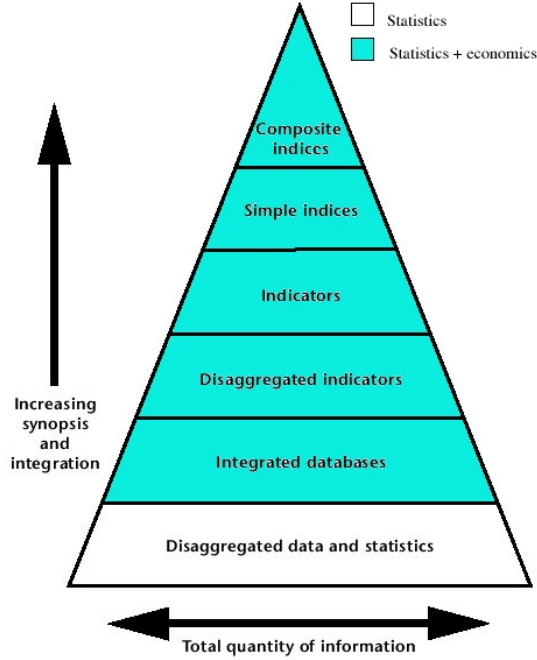 Statistics
Statistics + economics
Composite
indices
Simple indices
Indicators
Disaggregated indicators
Integrated databases
Disaggregated data and statistics
Increasing
synopsis
and
integration
Total quantity of information